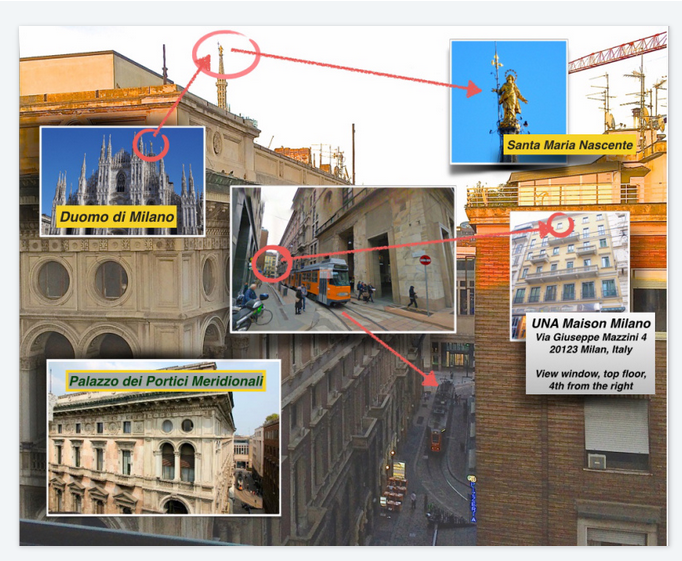 Santa Maria Nascente
Duomo di Milano
UNA Maison Milano
Via Giuseppe Mazzini 4
20123 Milan, Italy
View window, top floor,
4th from the right
Palazzo dei Portici Meridionali